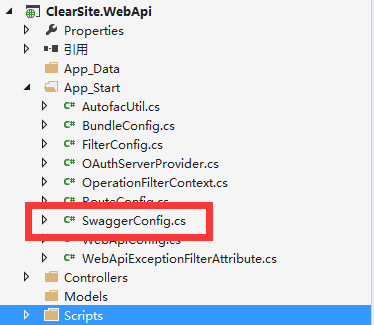 ClearSite.WebApi
Properties
引用
App_Data
App_Start
C# AutofacUtil.cs
C# BundleConfig.cs
C# FilterConfig.cs
C# OAuthServerProvider.cs
C# OperationFilterContext.cs
C# RouteConfig.cs
C# SwaggerConfig.cs
C# WebApiConfig.cs
C# WebApiExceptionFilterAttribute.cs
Controllers
Models
Scripts